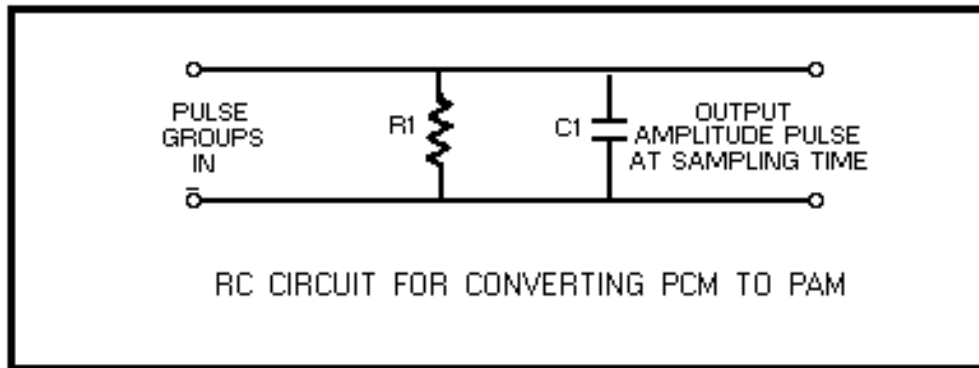 PULSE
GROUPS
IN
R1
C1
OUTPUT
AMPLITUDE PULSE
AT SAMPLING TIME
RC CIRCUIT FOR CONVERTING PCM TO PAM